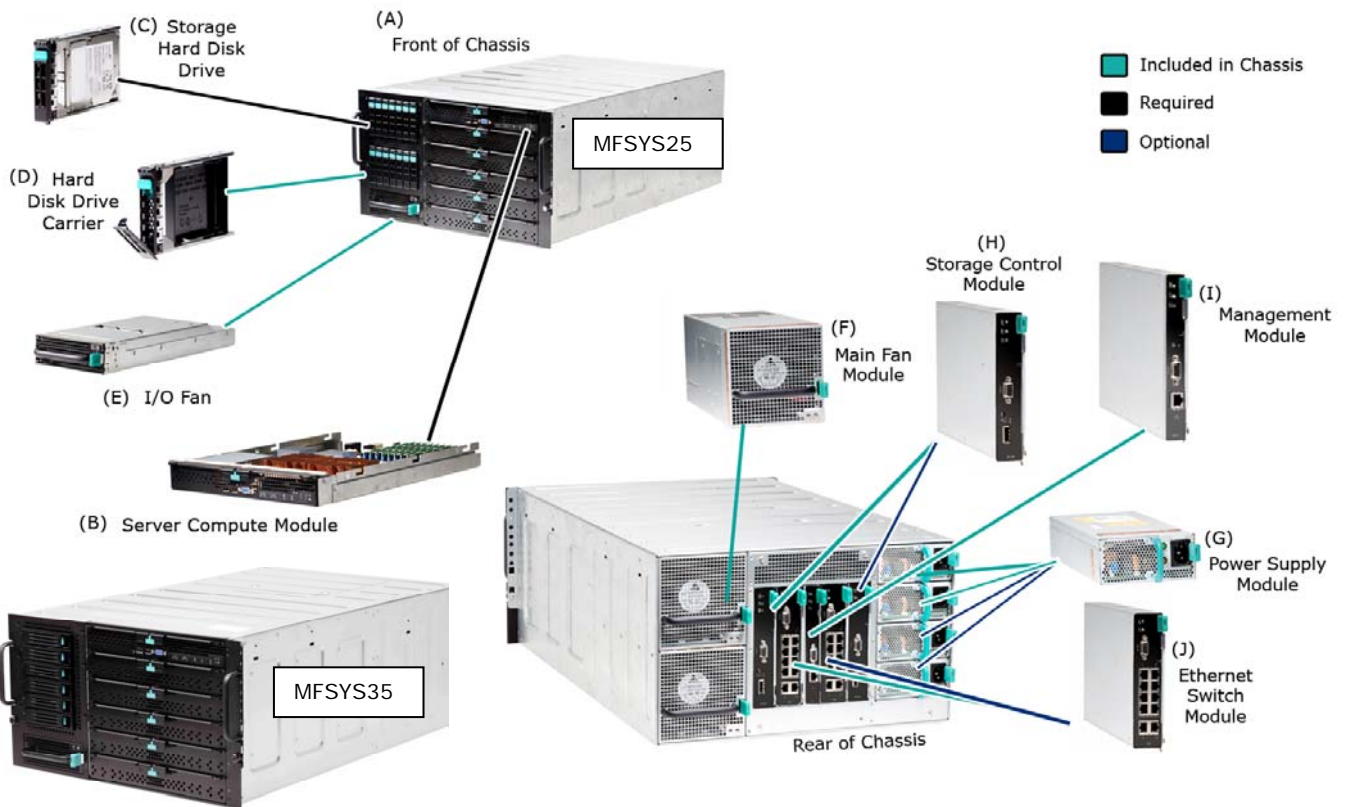 (C) Storage
Hard Disk
Drive
(A)
Front of Chassis
MFSYS25
Included in Chassis
Required
Optional
(D) Hard
Disk Drive
Carrier
(E) I/O Fan
(B) Server Compute Module
MFSYS35
(F)
Main Fan
Module
(H)
Storage Control
Module
(I)
Management
Module
(G)
Power Supply
Module
(J)
Ethernet
Switch
Module
Rear of Chassis